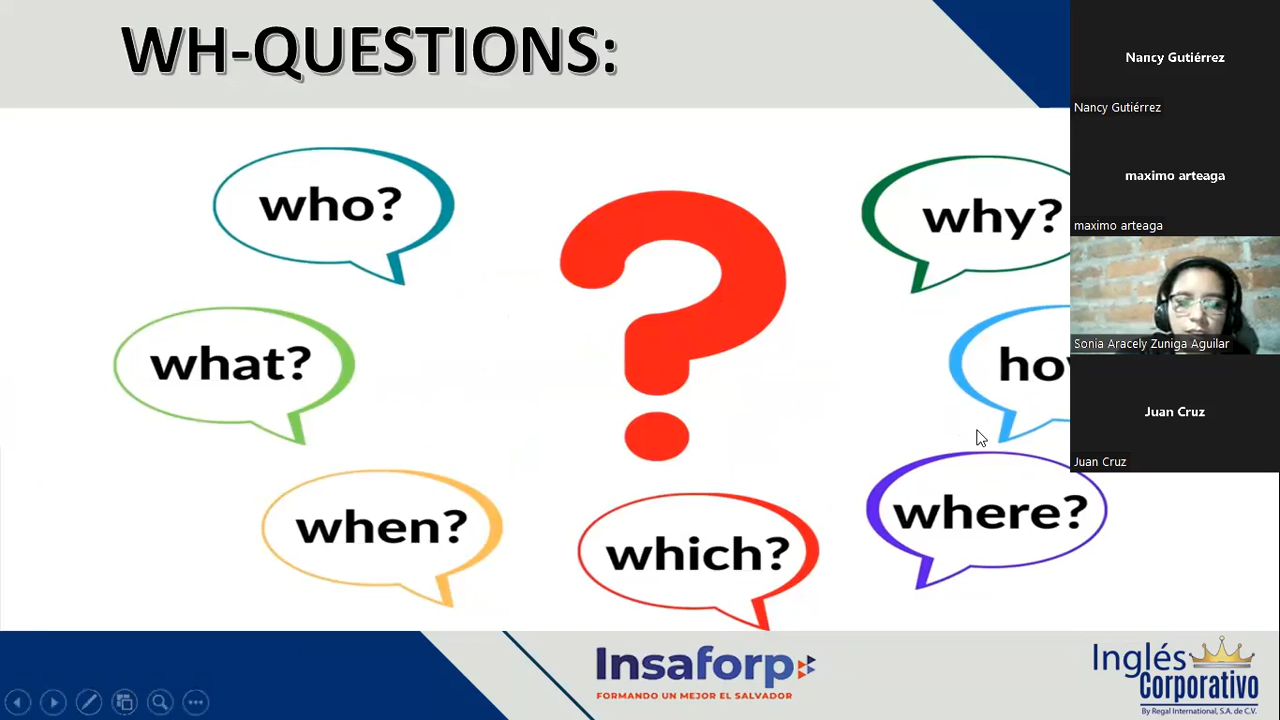 WH-QUESTIONS:
who?
why?
what?
ho
when?
which?
where?
Nancy Gutiérrez
Nancy Gutiérrez
maximo arteaga
maximo arteaga
Sonia Aracely Zuniga Aguilar
Juan Cruz
Juan Cruz
Insaforp
FORMANDO UN MEJOR EL SALVADOR
Inglés
Corporativo
By Regal International, S.A. de C.V.